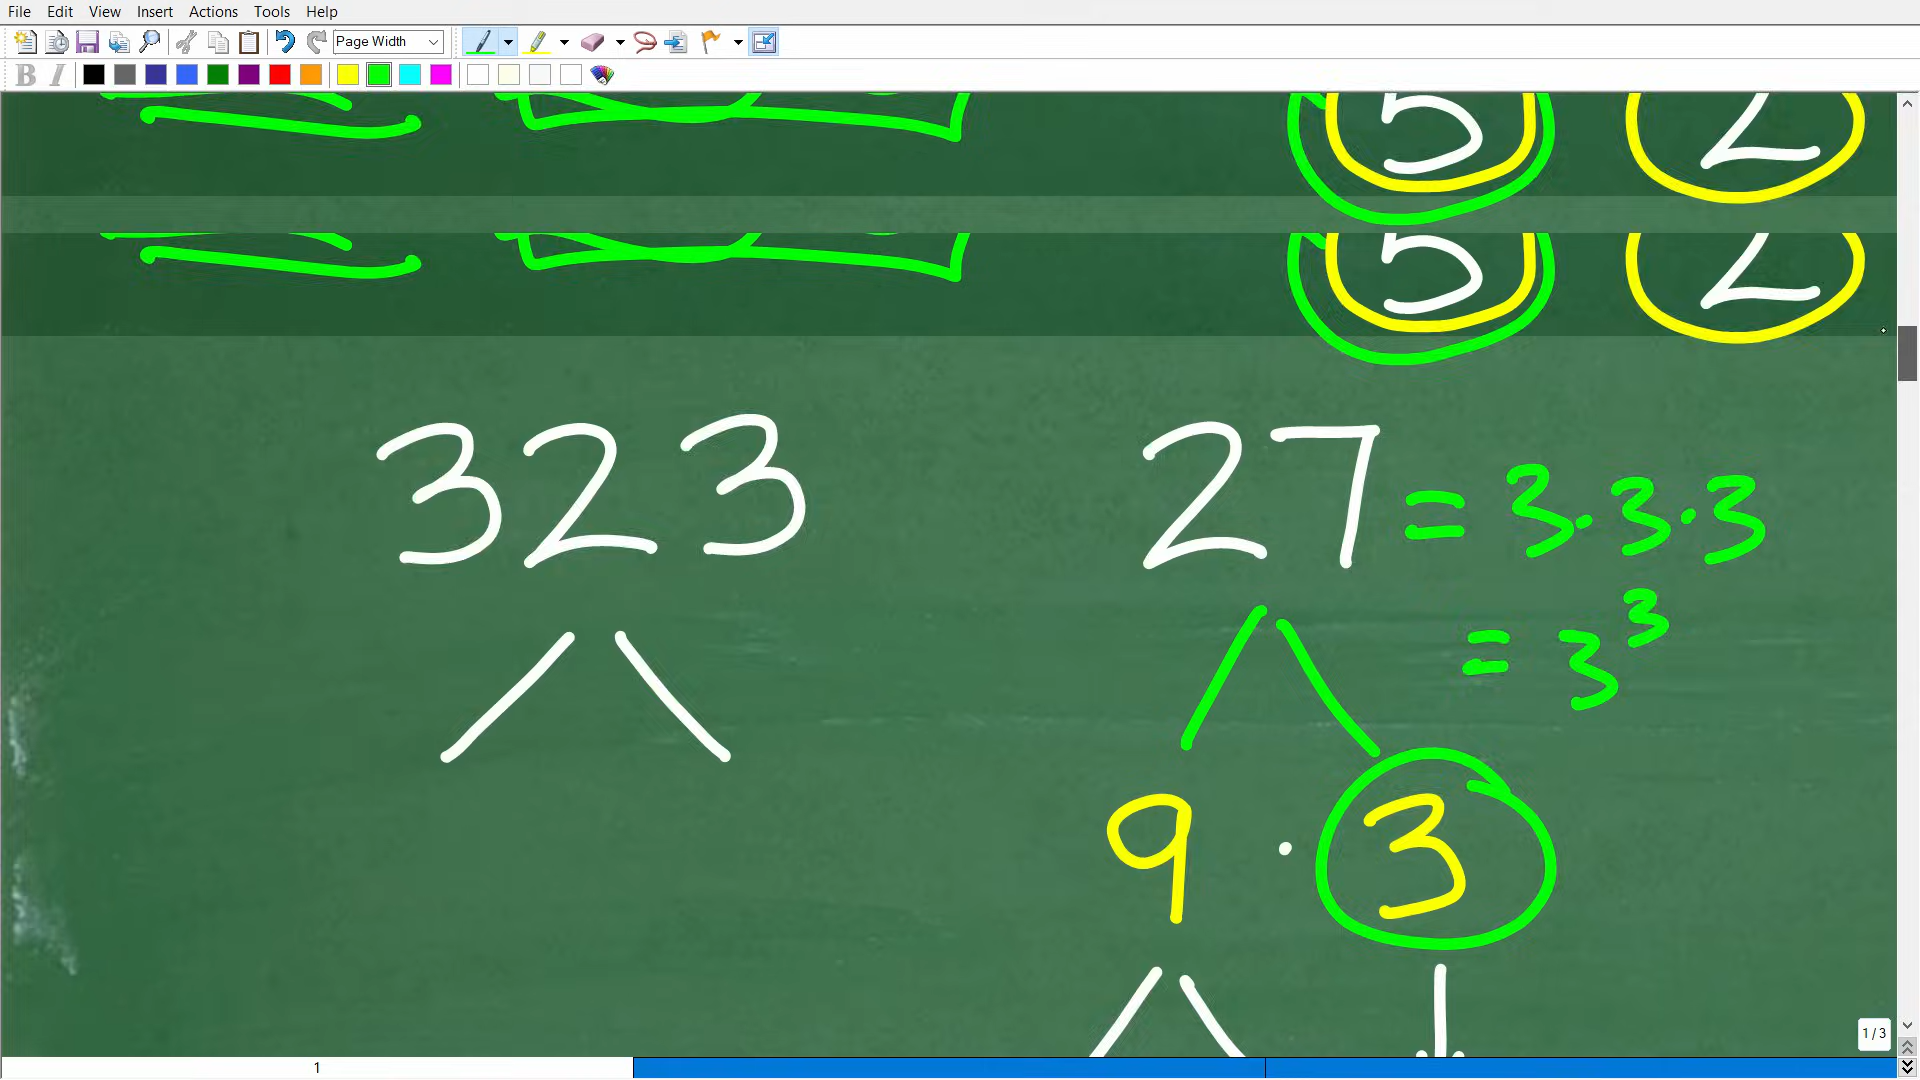 File Edit View Insert Actions Tools Help
Page Width
B I
5 2
5 2
323
27 = 3·3·3
= 3³
9 · 3
1 / 3
1